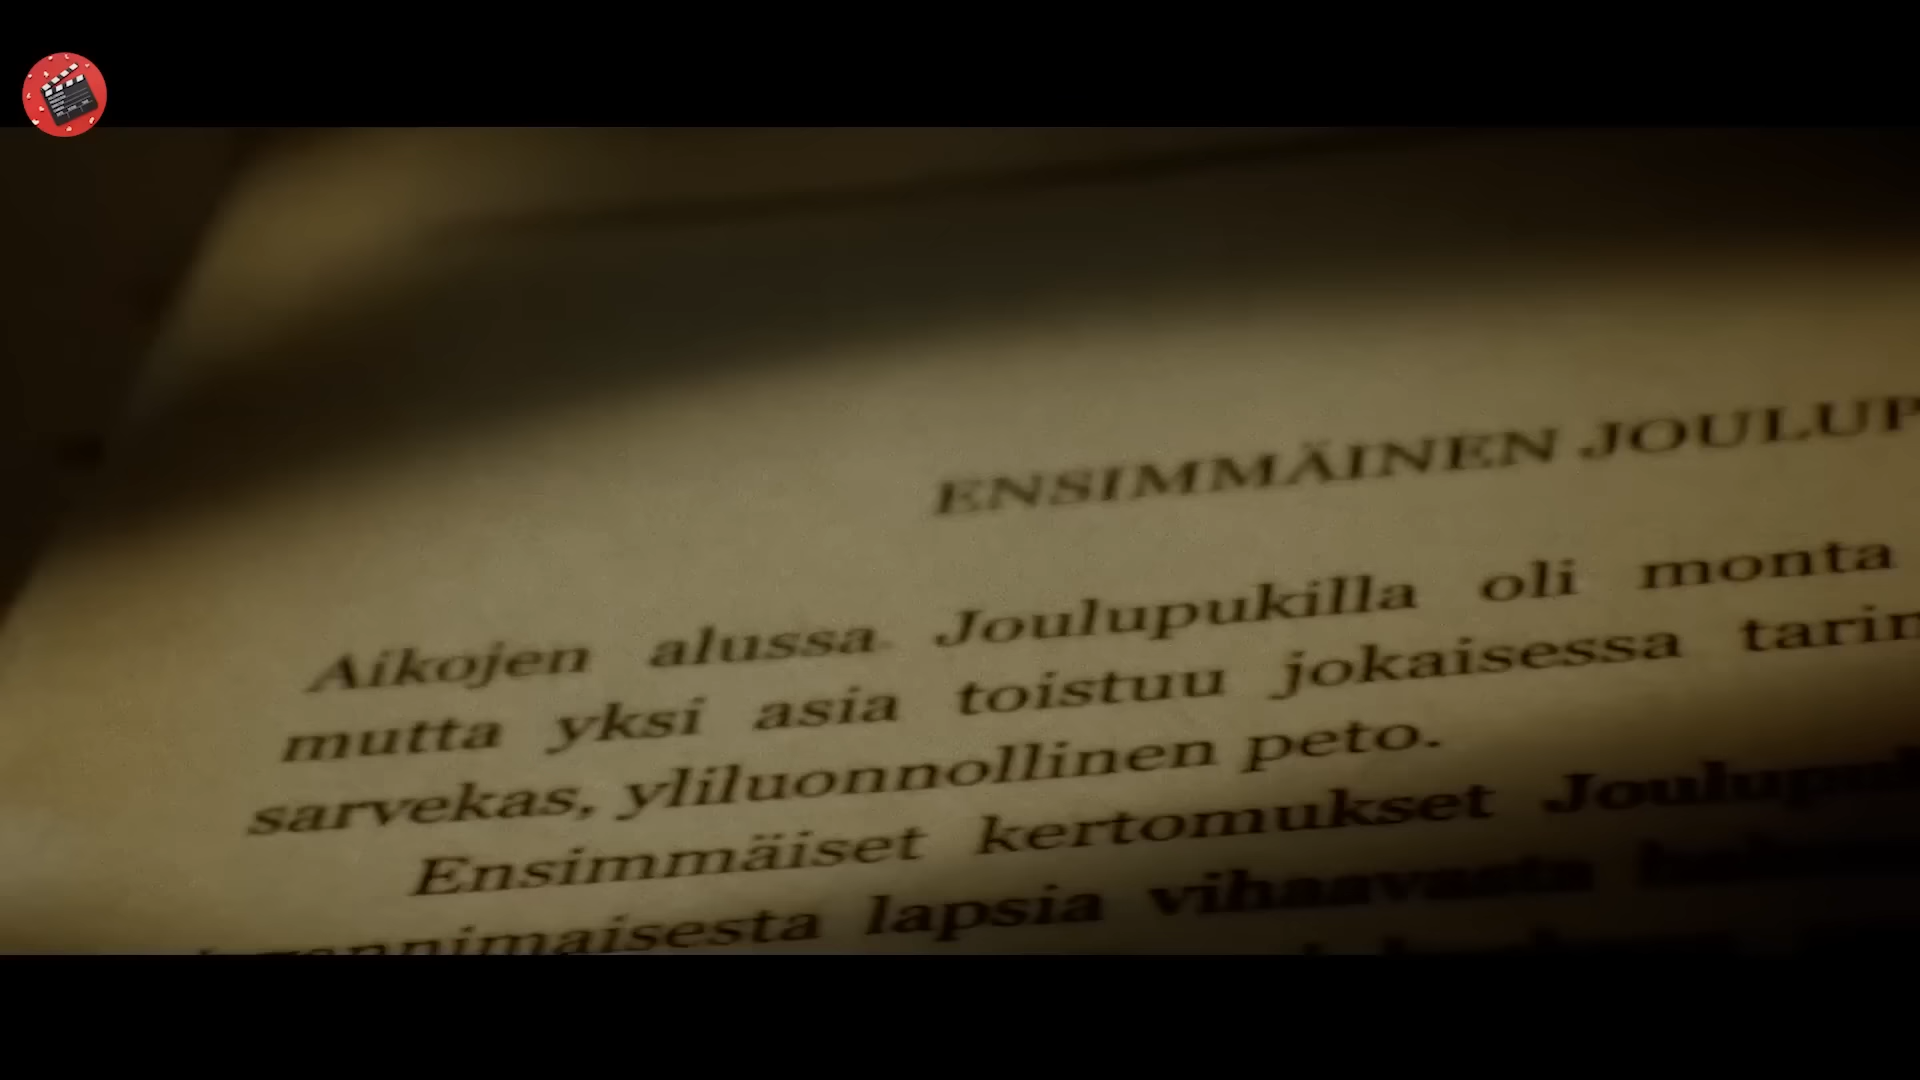 ENSIMMÄINEN JOULUP
Aikojen alussa Joulupukilla oli monta
mutta yksi asia toistuu jokaisessa tarin
sarvekas, yliluonnollinen peto.
Ensimmäiset kertomukset
lapsia vihaavasta